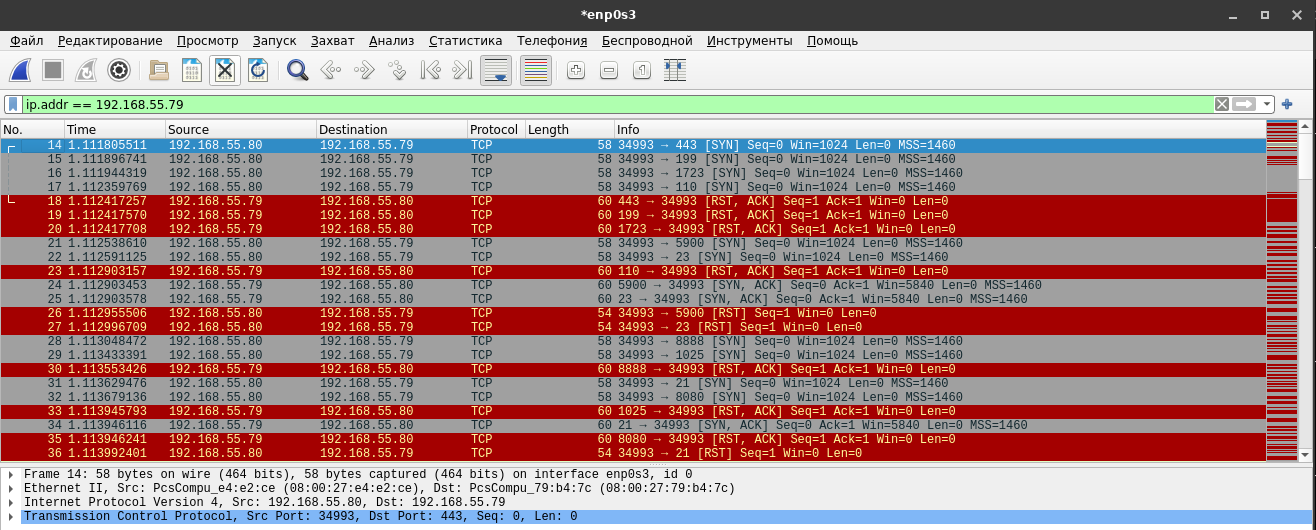 *enp0s3
Файл Редактирование Просмотр Запуск Захват Анализ Статистика Телефония Беспроводной Инструменты Помощь
ip.addr == 192.168.55.79
No. Time Source Destination Protocol Length Info
14 1.111805511 192.168.55.80 192.168.55.79 TCP 58 34993 → 443 [SYN] Seq=0 Win=1024 Len=0 MSS=1460
15 1.111896741 192.168.55.80 192.168.55.79 TCP 58 34993 → 199 [SYN] Seq=0 Win=1024 Len=0 MSS=1460
16 1.111944319 192.168.55.80 192.168.55.79 TCP 58 34993 → 1723 [SYN] Seq=0 Win=1024 Len=0 MSS=1460
17 1.112359769 192.168.55.80 192.168.55.79 TCP 58 34993 → 110 [SYN] Seq=0 Win=1024 Len=0 MSS=1460
18 1.112417257 192.168.55.79 192.168.55.80 TCP 60 443 → 34993 [RST, ACK] Seq=1 Ack=1 Win=0 Len=0
19 1.112417570 192.168.55.79 192.168.55.80 TCP 60 199 → 34993 [RST, ACK] Seq=1 Ack=1 Win=0 Len=0
20 1.112417708 192.168.55.79 192.168.55.80 TCP 60 1723 → 34993 [RST, ACK] Seq=1 Ack=1 Win=0 Len=0
21 1.112538610 192.168.55.80 192.168.55.79 TCP 58 34993 → 5900 [SYN] Seq=0 Win=1024 Len=0 MSS=1460
22 1.112591125 192.168.55.80 192.168.55.79 TCP 58 34993 → 23 [SYN] Seq=0 Win=1024 Len=0 MSS=1460
23 1.112903157 192.168.55.79 192.168.55.80 TCP 60 110 → 34993 [RST, ACK] Seq=1 Ack=1 Win=0 Len=0
24 1.112903453 192.168.55.79 192.168.55.80 TCP 60 5900 → 34993 [SYN, ACK] Seq=0 Ack=1 Win=5840 Len=0 MSS=1460
25 1.112903578 192.168.55.79 192.168.55.80 TCP 60 23 → 34993 [SYN, ACK] Seq=0 Ack=1 Win=5840 Len=0 MSS=1460
26 1.112955506 192.168.55.80 192.168.55.79 TCP 54 34993 → 5900 [RST] Seq=1 Win=0 Len=0
27 1.112996709 192.168.55.80 192.168.55.79 TCP 54 34993 → 23 [RST] Seq=1 Win=0 Len=0
28 1.113048472 192.168.55.80 192.168.55.79 TCP 58 34993 → 8888 [SYN] Seq=0 Win=1024 Len=0 MSS=1460
29 1.113433391 192.168.55.80 192.168.55.79 TCP 58 34993 → 1025 [SYN] Seq=0 Win=1024 Len=0 MSS=1460
30 1.113553426 192.168.55.79 192.168.55.80 TCP 60 8888 → 34993 [RST, ACK] Seq=1 Ack=1 Win=0 Len=0
31 1.113629476 192.168.55.80 192.168.55.79 TCP 58 34993 → 21 [SYN] Seq=0 Win=1024 Len=0 MSS=1460
32 1.113679136 192.168.55.80 192.168.55.79 TCP 58 34993 → 8080 [SYN] Seq=0 Win=1024 Len=0 MSS=1460
33 1.113945793 192.168.55.79 192.168.55.80 TCP 60 1025 → 34993 [RST, ACK] Seq=1 Ack=1 Win=0 Len=0
34 1.113946116 192.168.55.79 192.168.55.80 TCP 60 21 → 34993 [SYN, ACK] Seq=0 Ack=1 Win=5840 Len=0 MSS=1460
35 1.113946241 192.168.55.79 192.168.55.80 TCP 60 8080 → 34993 [RST, ACK] Seq=1 Ack=1 Win=0 Len=0
36 1.113992401 192.168.55.80 192.168.55.79 TCP 54 34993 → 21 [RST] Seq=1 Win=0 Len=0
Frame 14: 58 bytes on wire (464 bits), 58 bytes captured (464 bits) on interface enp0s3, id 0
Ethernet II, Src: PcsCompu_e4:e2:ce (08:00:27:e4:e2:ce), Dst: PcsCompu_79:b4:7c (08:00:27:79:b4:7c)
Internet Protocol Version 4, Src: 192.168.55.80, Dst: 192.168.55.79
Transmission Control Protocol, Src Port: 34993, Dst Port: 443, Seq: 0, Len: 0